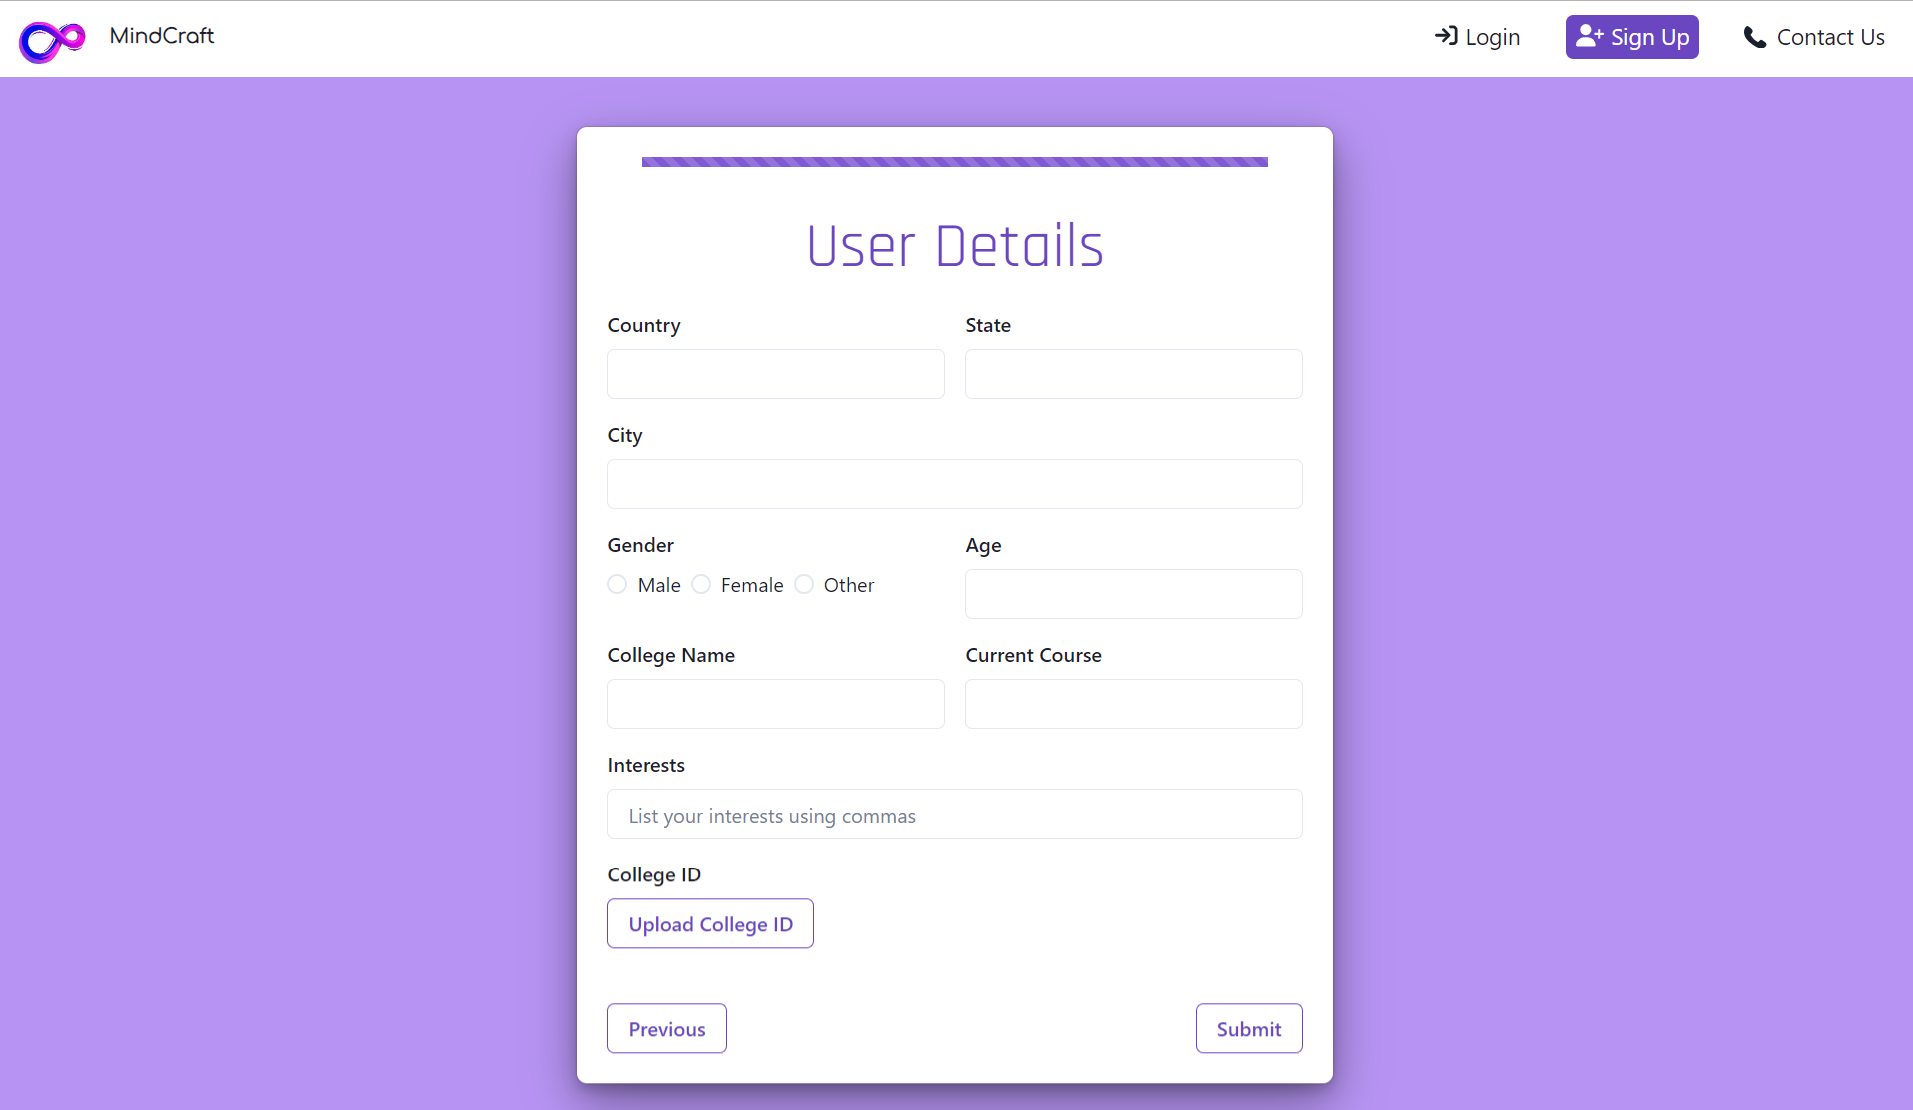 MindCraft
Login
Sign Up
Contact Us
User Details
Country
State
City
Gender
Age
Male Female Other
College Name
Current Course
Interests
List your interests using commas
College ID
Upload College ID
Previous
Submit